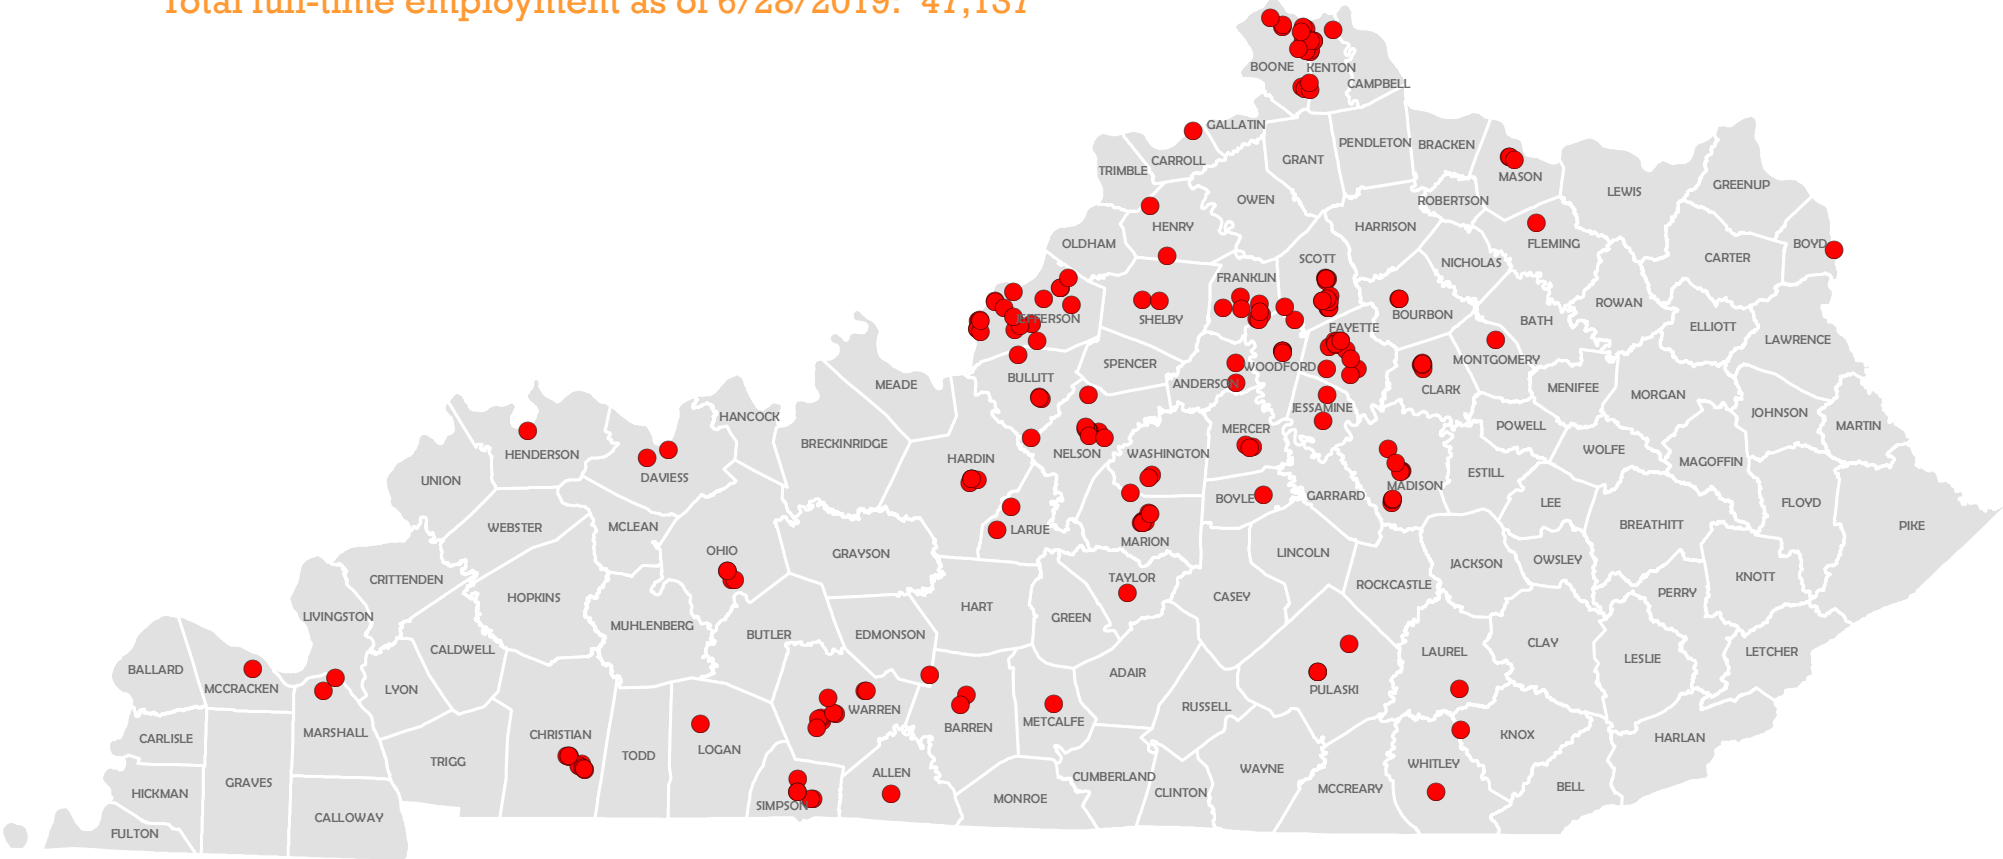 Total full-time employment as of 6/28/2019: 47,137
BOONE
KENTON
CAMPBELL
GALLATIN
CARROLL
TRIMBLE
GRANT
PENDLETON
BRACKEN
MASON
LEWIS
GREENUP
OWEN
ROBERTSON
HENRY
HARRISON
FLEMING
OLDHAM
NICHOLAS
CARTER
BOYD
SCOTT
FRANKLIN
ROWAN
SHELBY
JEFFERSON
BOURBON
BATH
FAYETTE
ELLIOTT
LAWRENCE
SPENCER
WOODFORD
MONTGOMERY
BULLITT
ANDERSON
CLARK
MENIFEE
MORGAN
MEADE
JESSAMINE
JOHNSON
HANCOCK
POWELL
MARTIN
MERCER
BRECKINRIDGE
HENDERSON
NELSON
WASHINGTON
WOLFE
MAGOFFIN
HARDIN
ESTILL
UNION
DAVIESS
MADISON
BOYLE
GARRARD
LEE
FLOYD
WEBSTER
MCLEAN
LARUE
BREATHITT
PIKE
MARION
OHIO
GRAYSON
LINCOLN
JACKSON
OWSLEY
CRITTENDEN
TAYLOR
ROCKCASTLE
KNOTT
HOPKINS
HART
CASEY
PERRY
LIVINGSTON
MUHLENBERG
GREEN
BUTLER
EDMONSON
CALDWELL
CLAY
LAUREL
LESLIE
LETCHER
BALLARD
MCCRACKEN
LYON
ADAIR
PULASKI
WARREN
RUSSELL
METCALFE
BARREN
MARSHALL
CHRISTIAN
CARLISLE
KNOX
HARLAN
LOGAN
TODD
TRIGG
WHITLEY
GRAVES
ALLEN
CUMBERLAND
WAYNE
HICKMAN
SIMPSON
MONROE
CLINTON
MCCREARY
BELL
CALLOWAY
FULTON